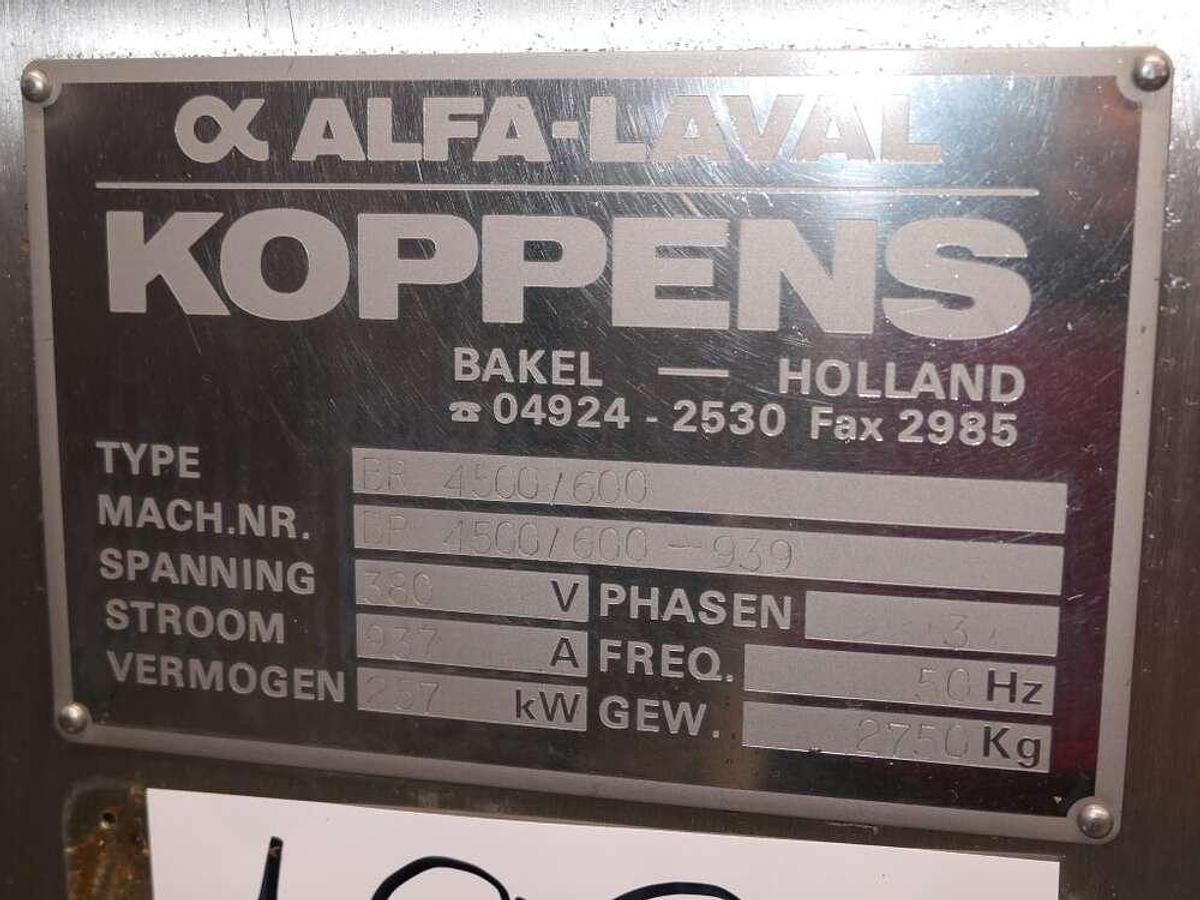 α ALFA-LAVAL
KOPPENS
BAKEL — HOLLAND
☎ 04924 - 2530 Fax 2985
TYPE BR 4500/600
MACH.NR. BR 4500/600-939
SPANNING 380 V PHASEN 3
STROOM 937 A FREQ. 50 Hz
VERMOGEN 257 kW GEW. 2750 Kg